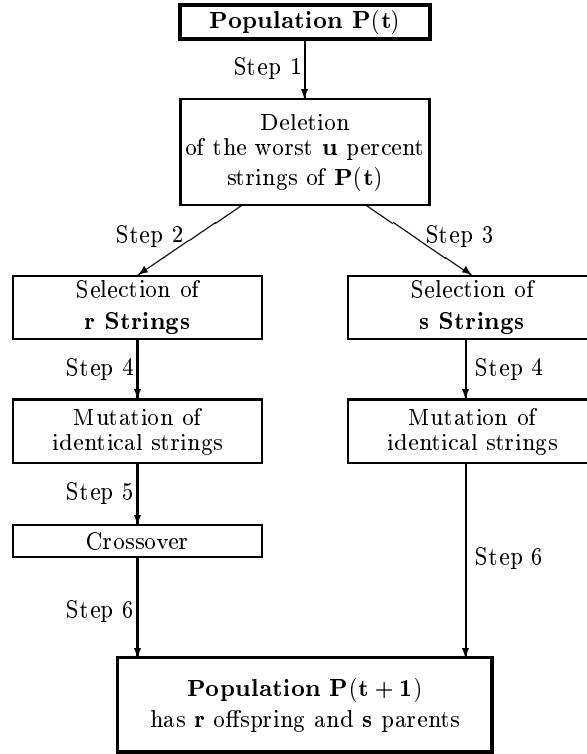 Population P(t)
Step 1
Deletion
of the worst u percent
strings of P(t)
Step 2
Step 3
Selection of
r Strings
Selection of
s Strings
Step 4
Step 4
Mutation of
identical strings
Mutation of
identical strings
Step 5
Crossover
Step 6
Step 6
Population P(t + 1)
has r offspring and s parents